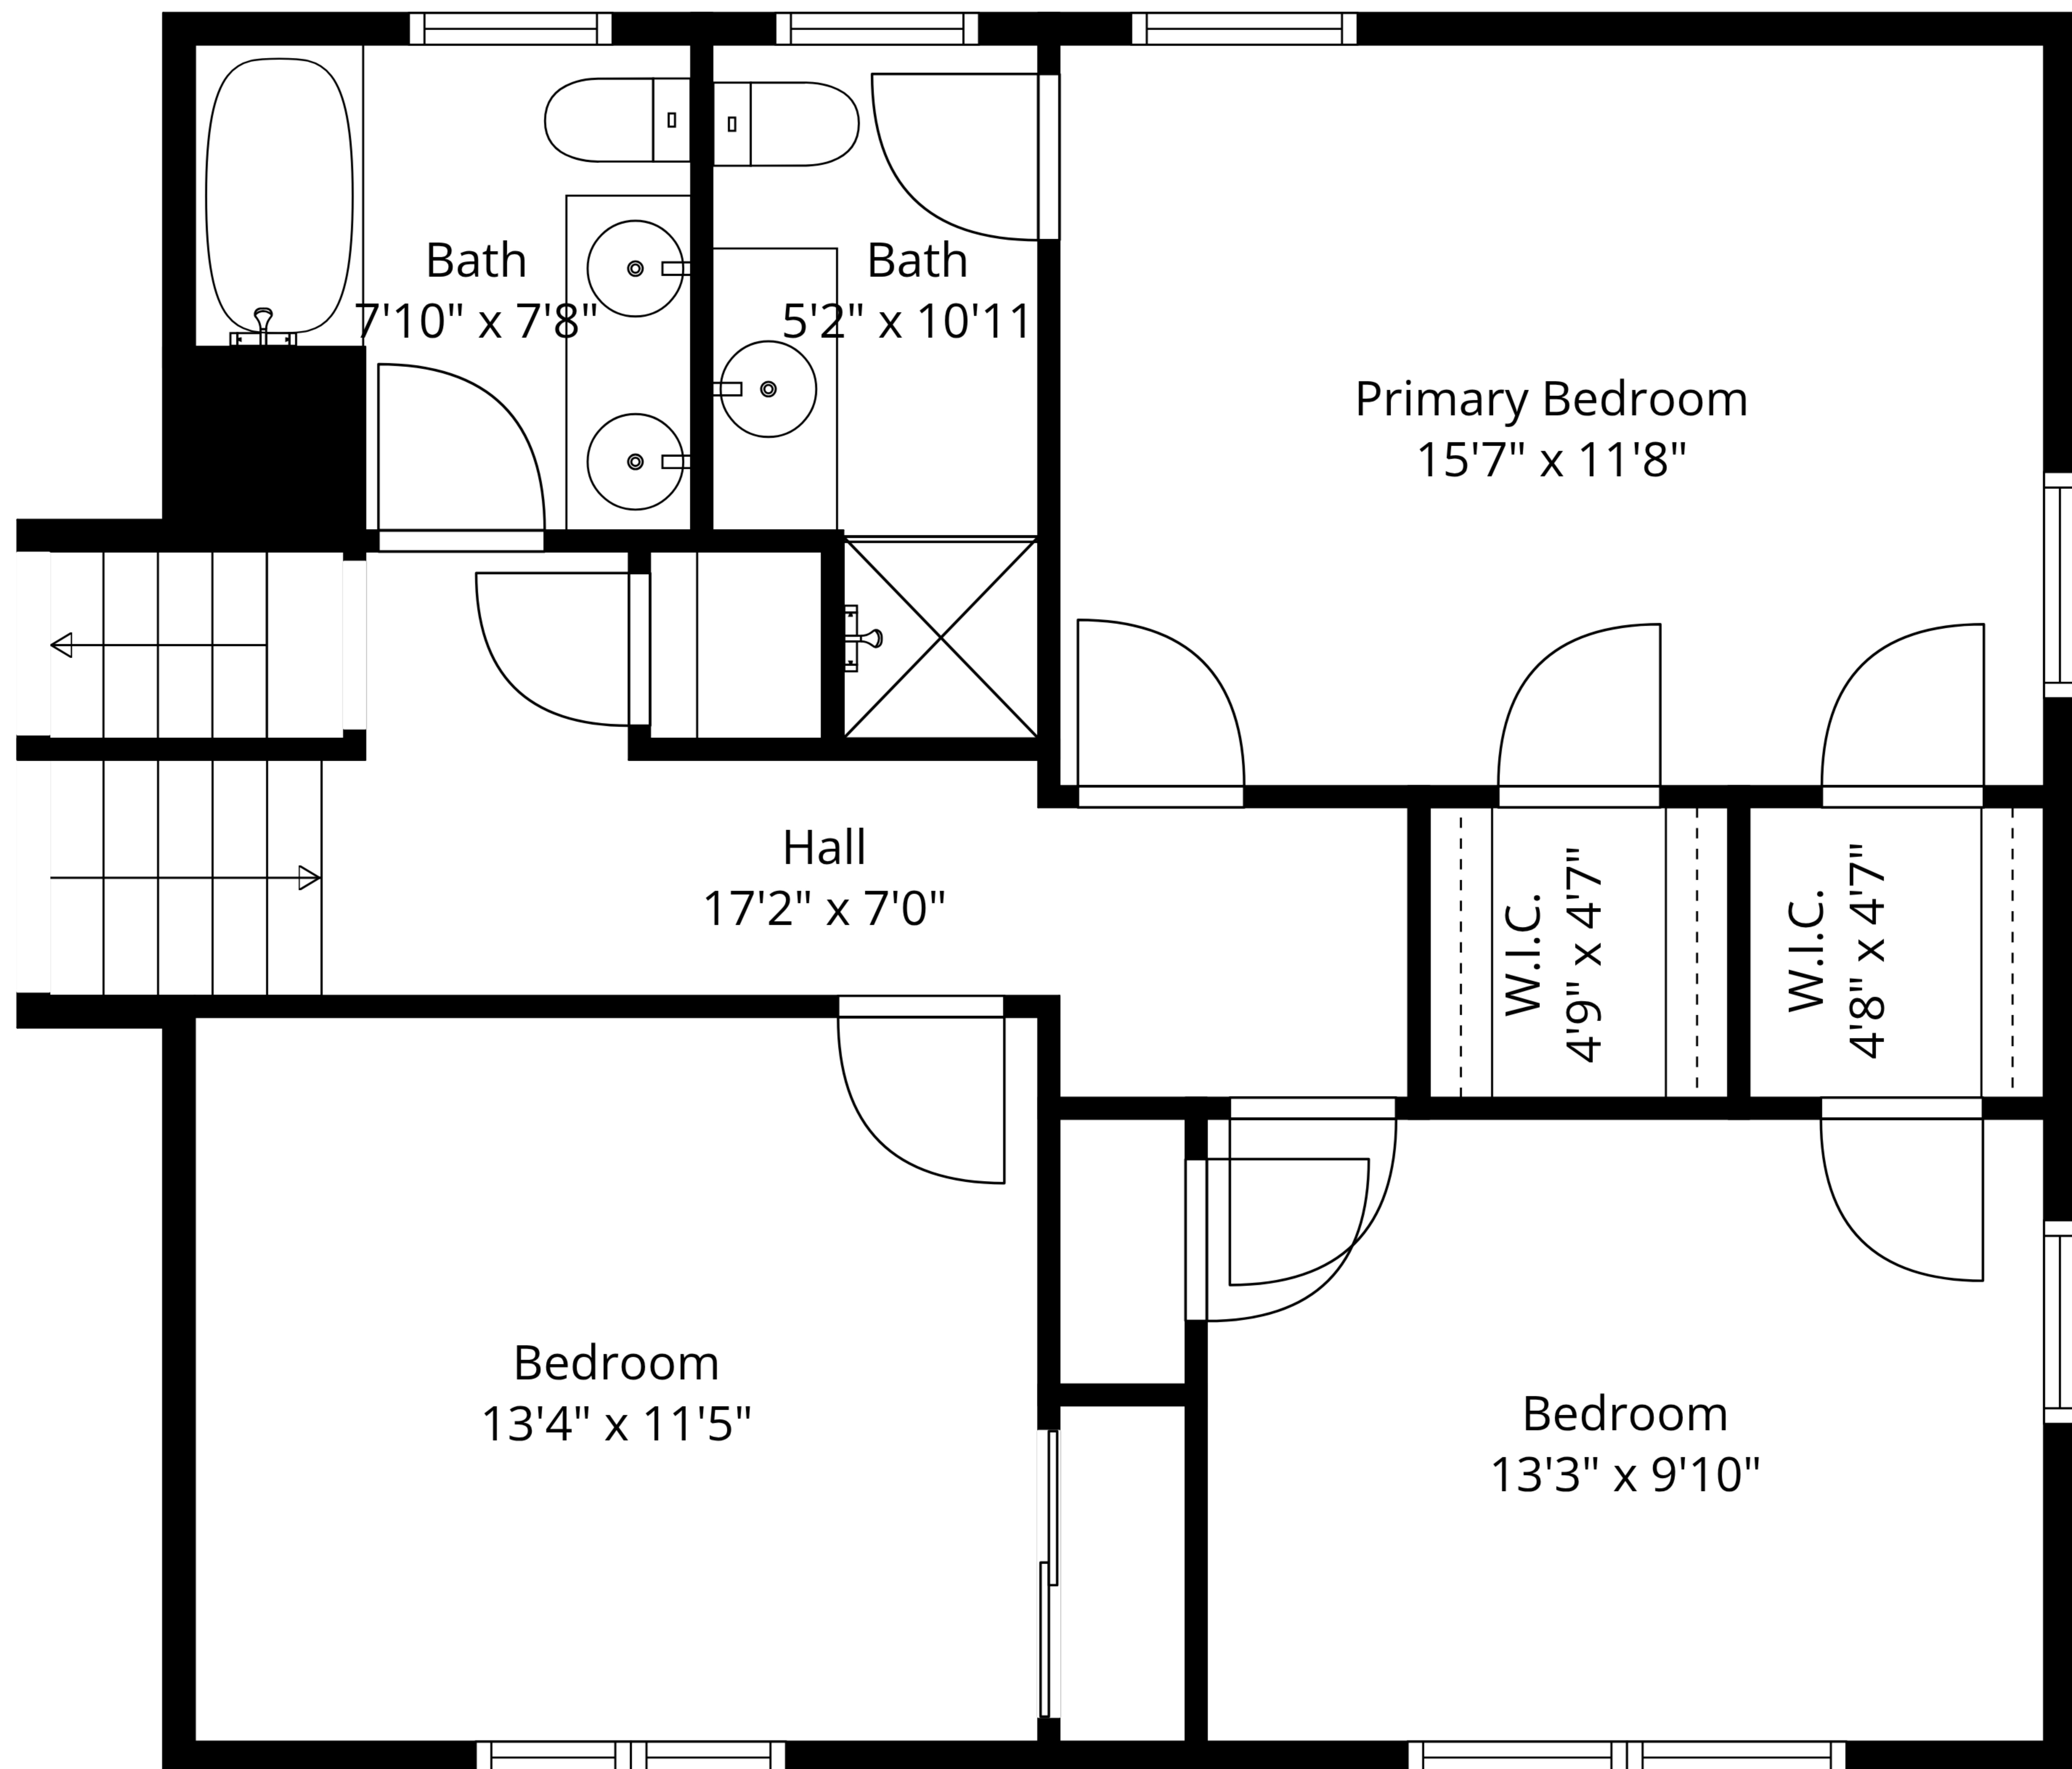 Bath
7'10" x 7'8"
Bath
5'2" x 10'11
Primary Bedroom
15'7" x 11'8"
Hall
17'2" x 7'0"
W.I.C.
4'9" x 4'7"
W.I.C.
4'8" x 4'7"
Bedroom
13'4" x 11'5"
Bedroom
13'3" x 9'10"